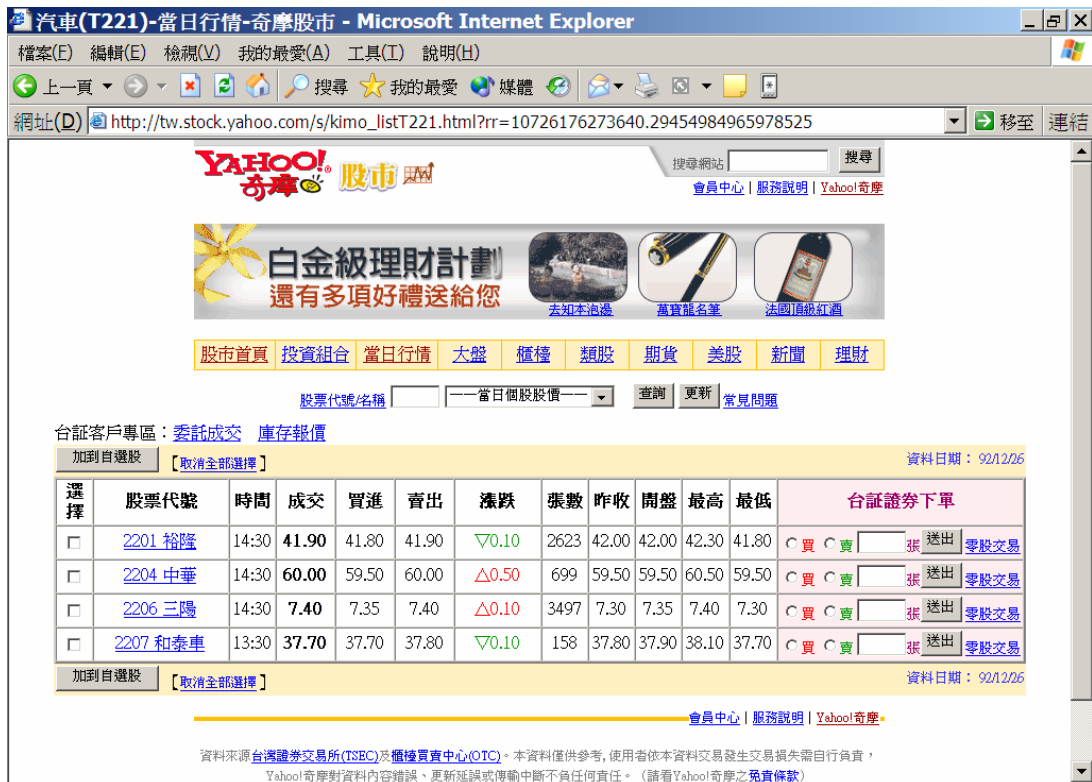 汽車(T221)-當日行情-奇摩股市 - Microsoft Internet Explorer
檔案(F) 編輯(E) 檢視(V) 我的最愛(A) 工具(T) 說明(H)
上一頁 搜尋 我的最愛 媒體
網址(D) http://tw.stock.yahoo.com/s/kimo_listT221.html?rr=10726176273640.29454984965978525 移至 連結
YAHOO! 奇摩 股市 搜尋網站 搜尋
會員中心 | 服務說明 | Yahoo!奇摩
白金級理財計劃
還有多項好禮送給您
去知本泡湯 萬寶龍名筆 法國頂級紅酒
股市首頁 投資組合 當日行情 大盤 櫃檯 類股 期貨 美股 新聞 理財
股票代號/名稱 ──當日個股股價── 查詢 更新 常見問題
台証客戶專區：委託成交 庫存報價
加到自選股 【取消全部選擇】 資料日期： 92/12/26
選擇 股票代號 時間 成交 買進 賣出 漲跌 張數 昨收 開盤 最高 最低 台証證券下單
2201 裕隆 14:30 41.90 41.80 41.90 ▽0.10 2623 42.00 42.00 42.30 41.80 買 賣 張 送出 零股交易
2204 中華 14:30 60.00 59.50 60.00 △0.50 699 59.50 59.50 60.50 59.50 買 賣 張 送出 零股交易
2206 三陽 14:30 7.40 7.35 7.40 △0.10 3497 7.30 7.35 7.40 7.30 買 賣 張 送出 零股交易
2207 和泰車 13:30 37.70 37.70 37.80 ▽0.10 158 37.80 37.90 38.10 37.70 買 賣 張 送出 零股交易
加到自選股 【取消全部選擇】 資料日期： 92/12/26
會員中心 | 服務說明 | Yahoo!奇摩
資料來源台灣證券交易所(TSEC)及櫃檯買賣中心(OTC)。本資料僅供參考, 使用者依本資料交易發生交易損失需自行負責，
Yahoo!奇摩對資料內容錯誤、更新延誤或傳輸中斷不負任何責任。（請看Yahoo!奇摩之免責條款）